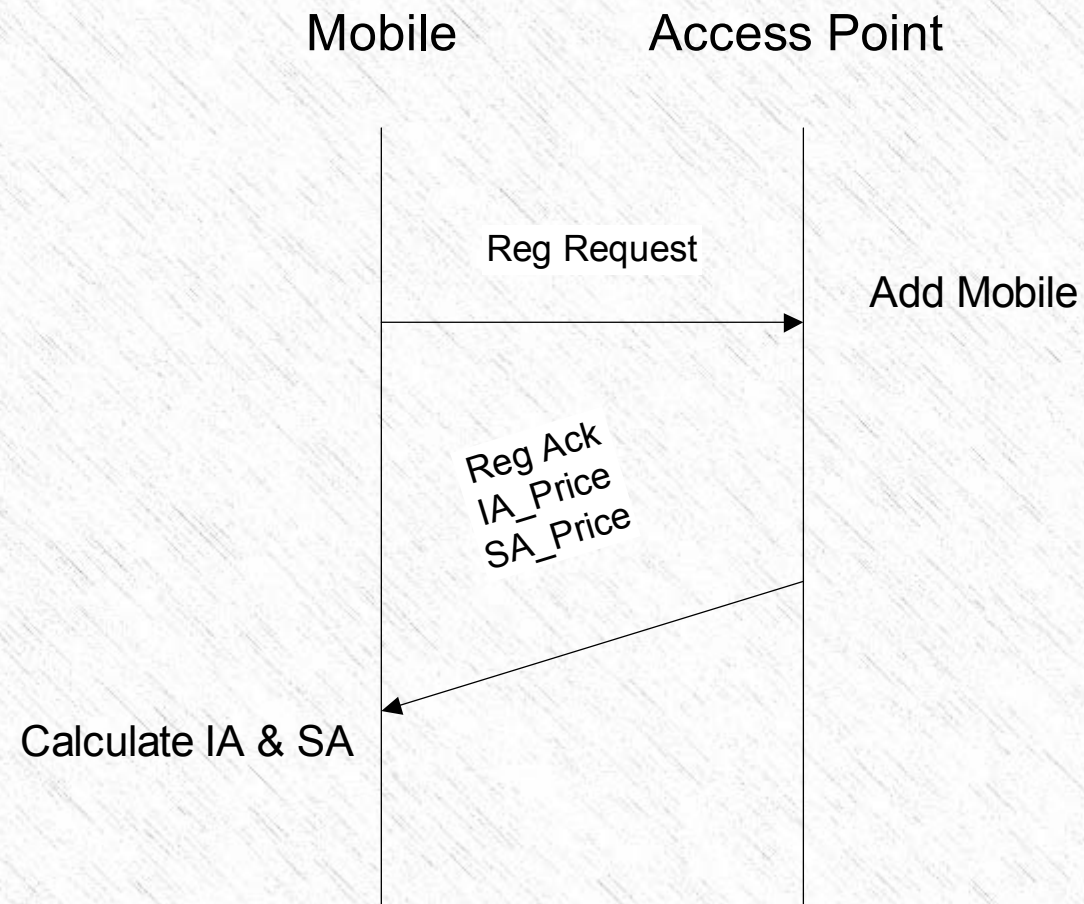 Mobile
Access Point
Reg Request
Add Mobile
Reg Ack
IA_Price
SA_Price
Calculate IA & SA